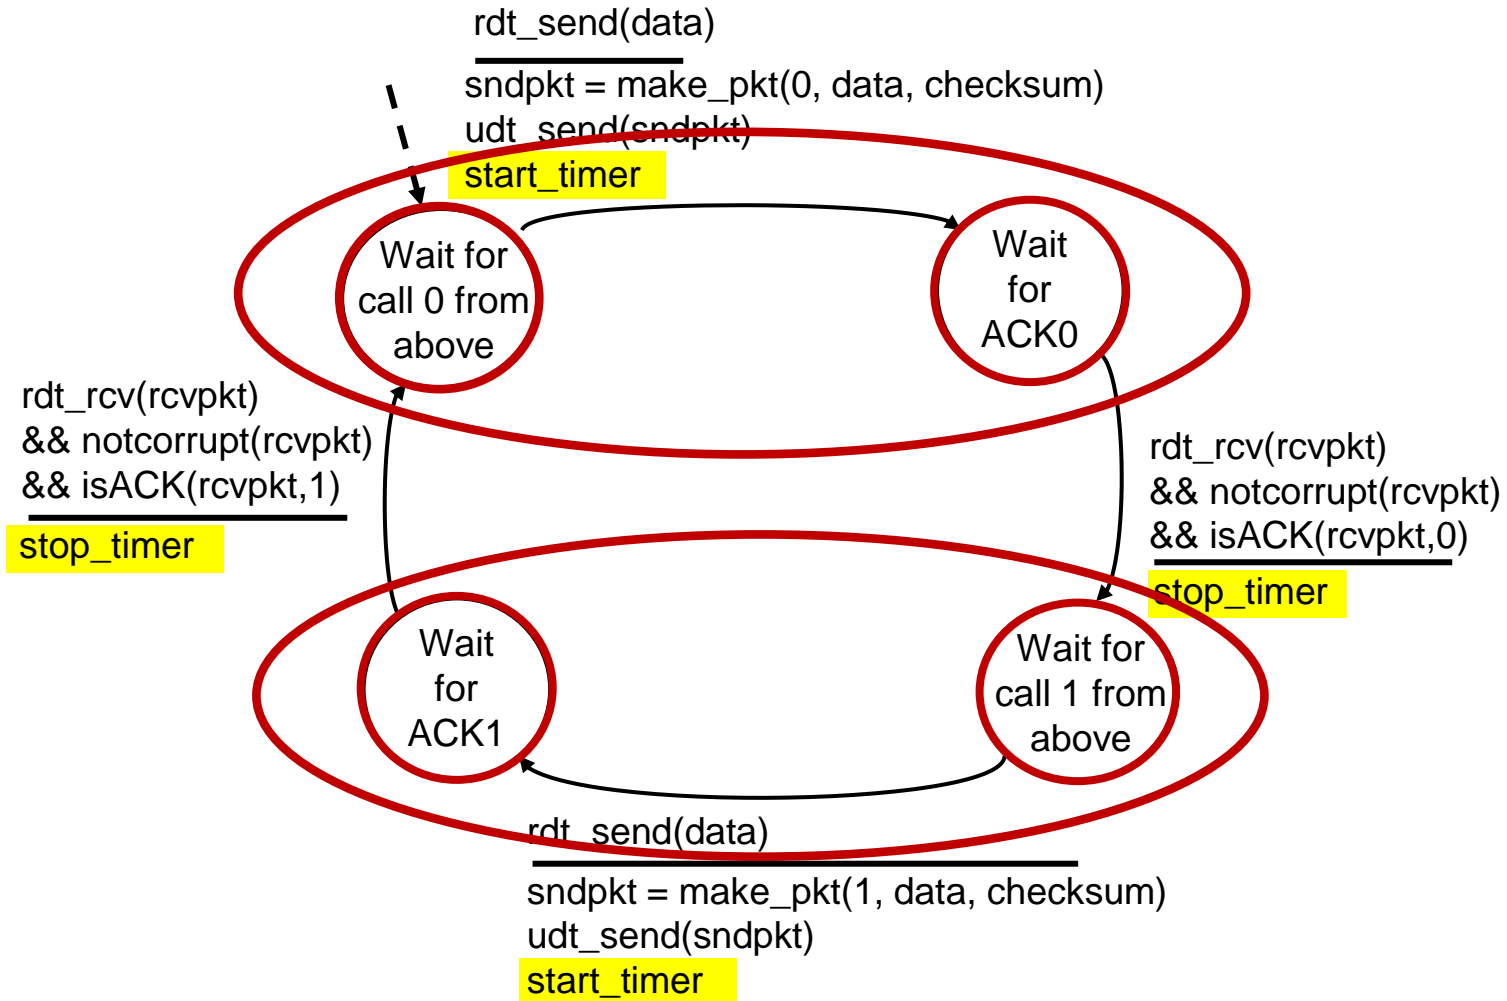 rdt_send(data)
sndpkt = make_pkt(0, data, checksum)
udt_send(sndpkt)
start_timer
Wait for
call 0 from
above
Wait
for
ACK0
rdt_rcv(rcvpkt)
&& notcorrupt(rcvpkt)
&& isACK(rcvpkt,1)
stop_timer
rdt_rcv(rcvpkt)
&& notcorrupt(rcvpkt)
&& isACK(rcvpkt,0)
stop_timer
Wait
for
ACK1
Wait for
call 1 from
above
rdt_send(data)
sndpkt = make_pkt(1, data, checksum)
udt_send(sndpkt)
start_timer